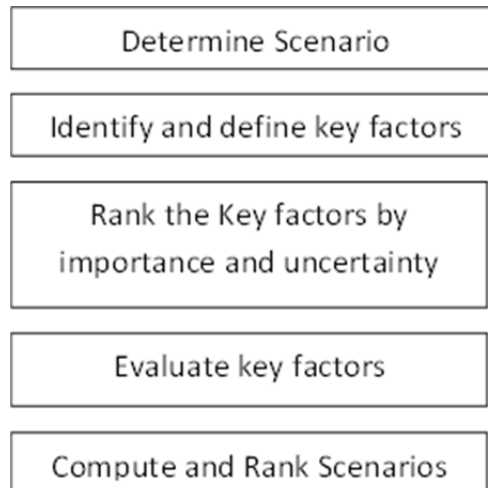 Determine Scenario
Identify and define key factors
Rank the Key factors by
importance and uncertainty
Evaluate key factors
Compute and Rank Scenarios